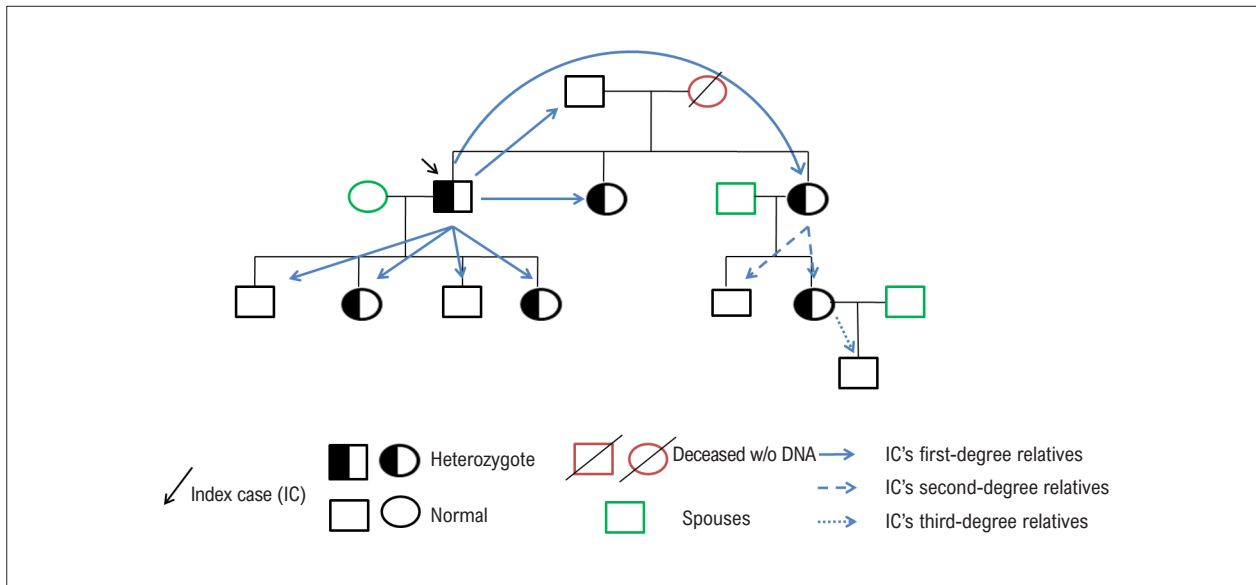 Index case (IC)
Heterozygote
Normal
Deceased w/o DNA
Spouses
IC's first-degree relatives
IC's second-degree relatives
IC's third-degree relatives